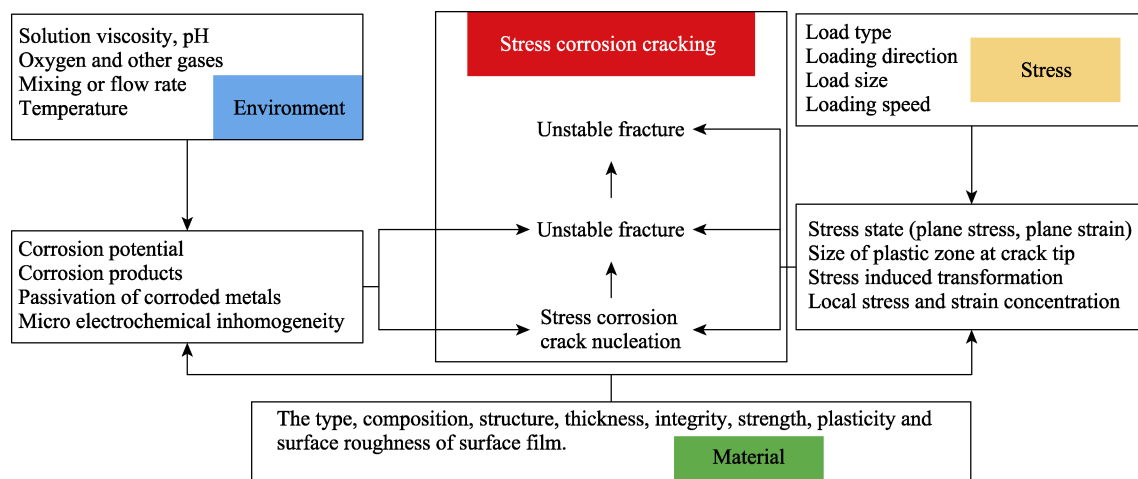 Solution viscosity, pH
Oxygen and other gases
Mixing or flow rate
Temperature
Environment
Stress corrosion cracking
Load type
Loading direction
Load size
Loading speed
Stress
Unstable fracture
Unstable fracture
Stress corrosion
crack nucleation
Corrosion potential
Corrosion products
Passivation of corroded metals
Micro electrochemical inhomogeneity
Stress state (plane stress, plane strain)
Size of plastic zone at crack tip
Stress induced transformation
Local stress and strain concentration
The type, composition, structure, thickness, integrity, strength, plasticity and
surface roughness of surface film.
Material